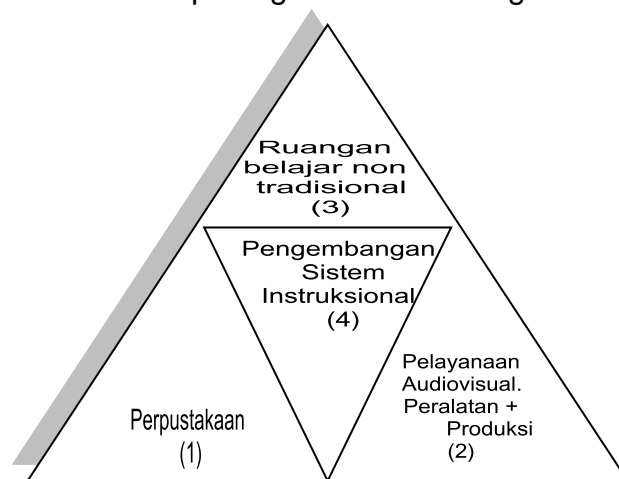 Ruangan
belajar non
tradisional
(3)
Pengembangan
Sistem
Instruksional
(4)
Perpustakaan
(1)
Pelayanaan
Audiovisual.
Peralatan +
Produksi
(2)